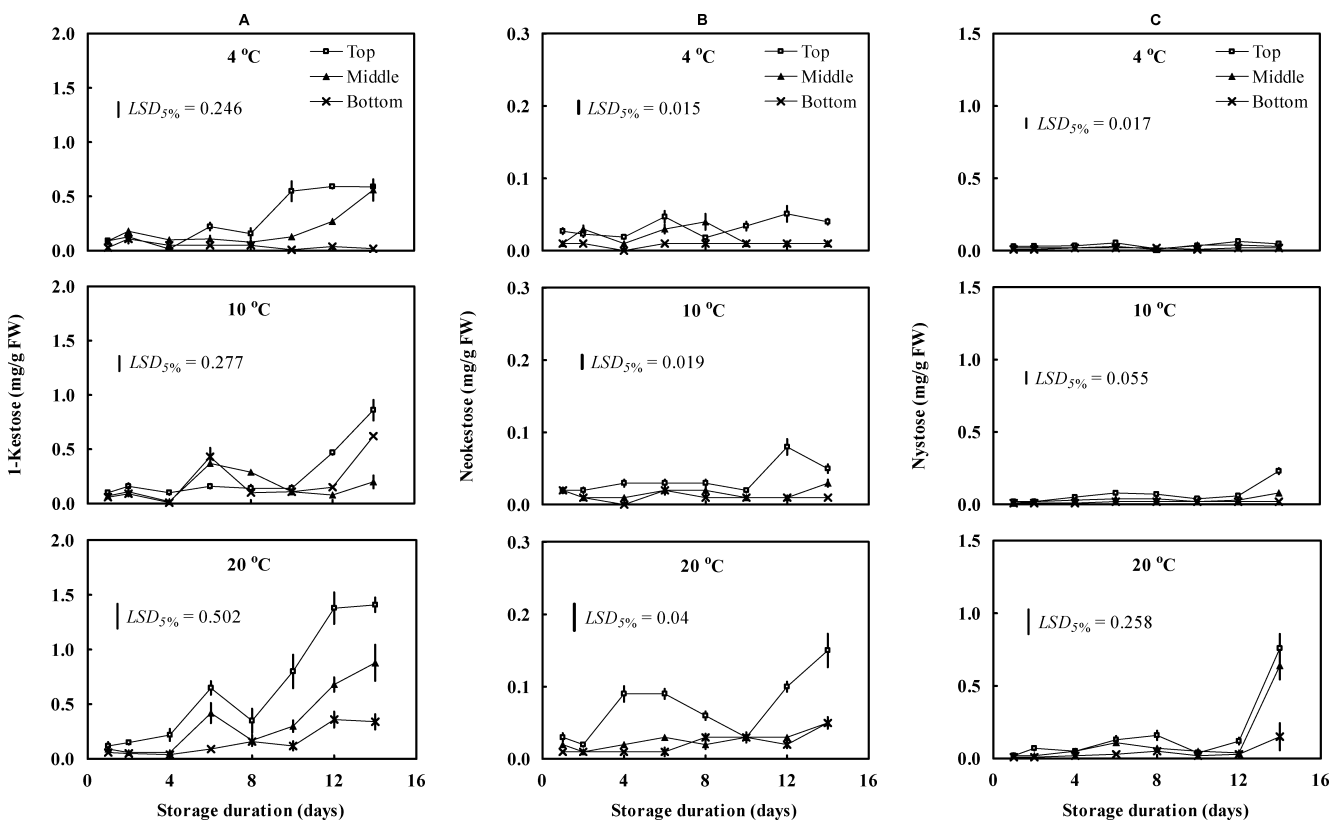 A
2.0
1.5
1.0
0.5
0.0
4 °C
Top
Middle
Bottom
LSD5% = 0.246
B
0.3
0.2
0.1
0.0
4 °C
Top
Middle
Bottom
LSD5% = 0.015
C
1.5
1.0
0.5
0.0
4 °C
Top
Middle
Bottom
LSD5% = 0.017
1-Kestose (mg/g FW)
2.0
1.5
1.0
0.5
0.0
10 °C
LSD5% = 0.277
Neokestose (mg/g FW)
0.3
0.2
0.1
0.0
10 °C
LSD5% = 0.019
Nystose (mg/g FW)
1.5
1.0
0.5
0.0
10 °C
LSD5% = 0.055
2.0
1.5
1.0
0.5
0.0
20 °C
LSD5% = 0.502
0 4 8 12 16
Storage duration (days)
0.3
0.2
0.1
0.0
20 °C
LSD5% = 0.04
0 4 8 12 16
Storage duration (days)
1.5
1.0
0.5
0.0
20 °C
LSD5% = 0.258
0 4 8 12 16
Storage duration (days)